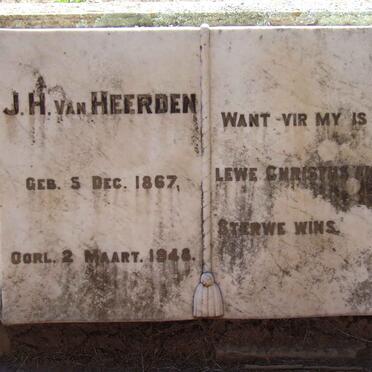 J. H. VAN HEERDEN
GEB. 5 DEC. 1867.
OORL. 2 MAART. 1948.
WANT VIR MY IS
LEWE CHRISTUS
STERWE WINS.